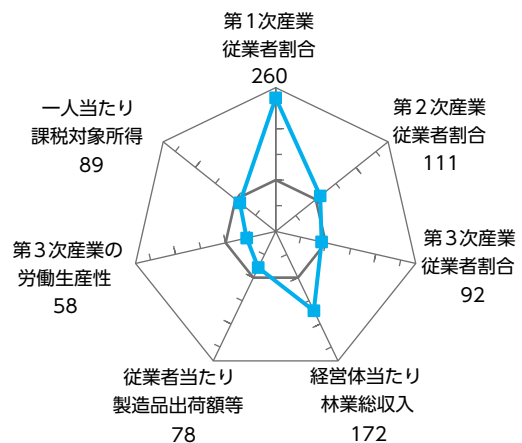 第1次産業
従業者割合
260
第2次産業
従業者割合
111
第3次産業
従業者割合
92
経営体当たり
林業総収入
172
従業者当たり
製造品出荷額等
78
第3次産業の
労働生産性
58
一人当たり
課税対象所得
89